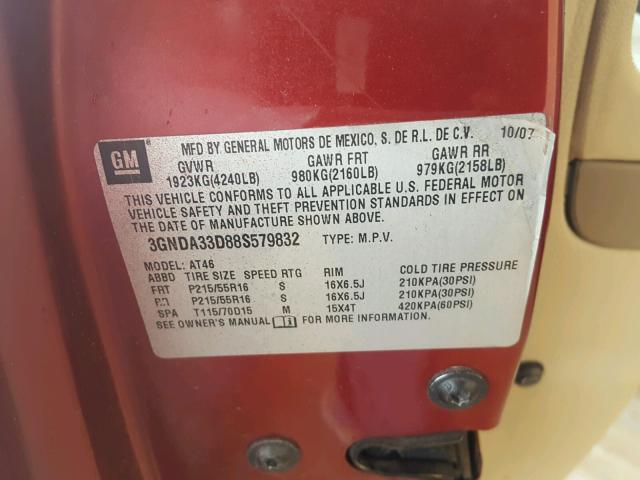 GM
MFD BY GENERAL MOTORS DE MEXICO, S. DE R.L. DE C.V. 10/07
GVWR GAWR FRT GAWR RR
1923KG(4240LB) 980KG(2160LB) 979KG(2158LB)
THIS VEHICLE CONFORMS TO ALL APPLICABLE U.S. FEDERAL MOTOR
VEHICLE SAFETY AND THEFT PREVENTION STANDARDS IN EFFECT ON
THE DATE OF MANUFACTURE SHOWN ABOVE.
3GNDA33D88S579832 TYPE: M.P.V.
MODEL: AT46
ABBD TIRE SIZE SPEED RTG RIM COLD TIRE PRESSURE
FRT P215/55R16 S 16X6.5J 210KPA(30PSI)
P215/55R16 S 16X6.5J 210KPA(30PSI)
SPA T115/70D15 M 15X4T 420KPA(60PSI)
SEE OWNER'S MANUAL FOR MORE INFORMATION.